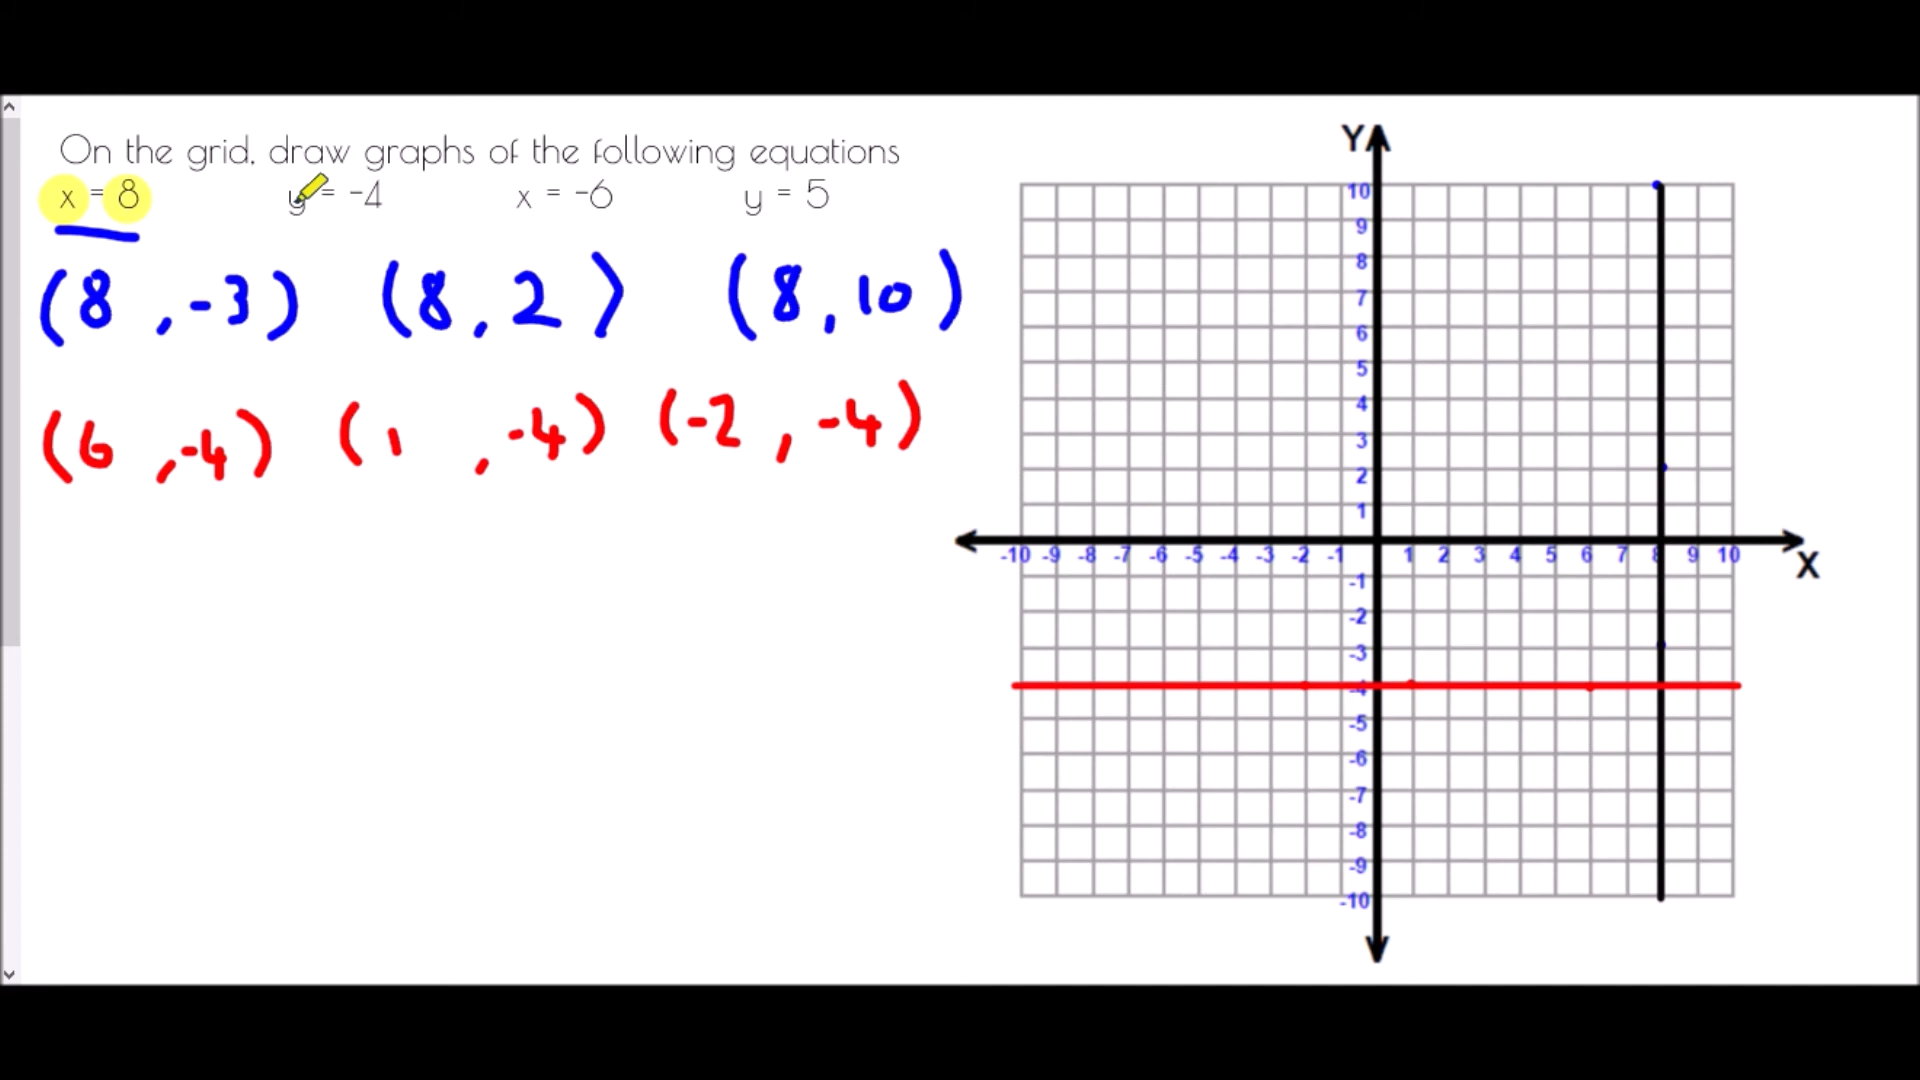 On the grid, draw graphs of the following equations
x = 8 y = -4 x = -6 y = 5
(8 , -3) (8, 2) (8, 10)
(6 , -4) (1 , -4) (-2 , -4)
Y
10
9
8
7
6
5
4
3
2
1
-10 -9 -8 -7 -6 -5 -4 -3 -2 -1 1 2 3 4 5 6 7 8 9 10
X
-1
-2
-3
-4
-5
-6
-7
-8
-9
-10